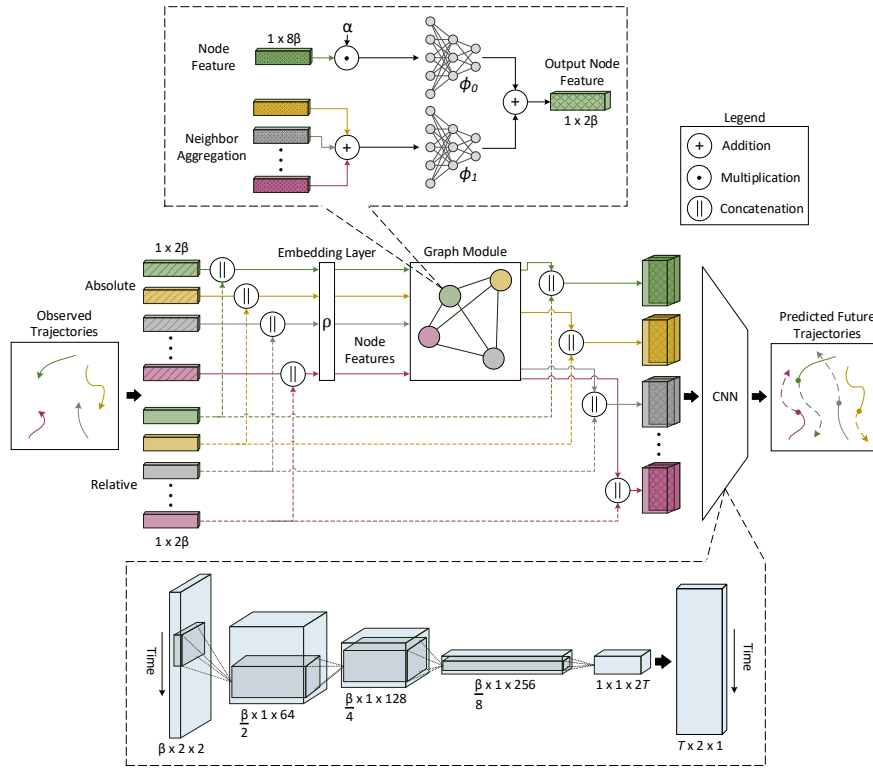 α
1 x 8β
Node
Feature
ϕ0
Output Node
Feature
1 x 2β
Neighbor
Aggregation
ϕ1
Legend
Addition
Multiplication
Concatenation
1 x 2β
Embedding Layer
Graph Module
Absolute
Observed
Trajectories
ρ
Node
Features
Predicted Future
Trajectories
CNN
Relative
1 x 2β
Time
β x 2 x 2
β/2 x 1 x 64
β/4 x 1 x 128
β/8 x 1 x 256
1 x 1 x 2T
Time
T x 2 x 1